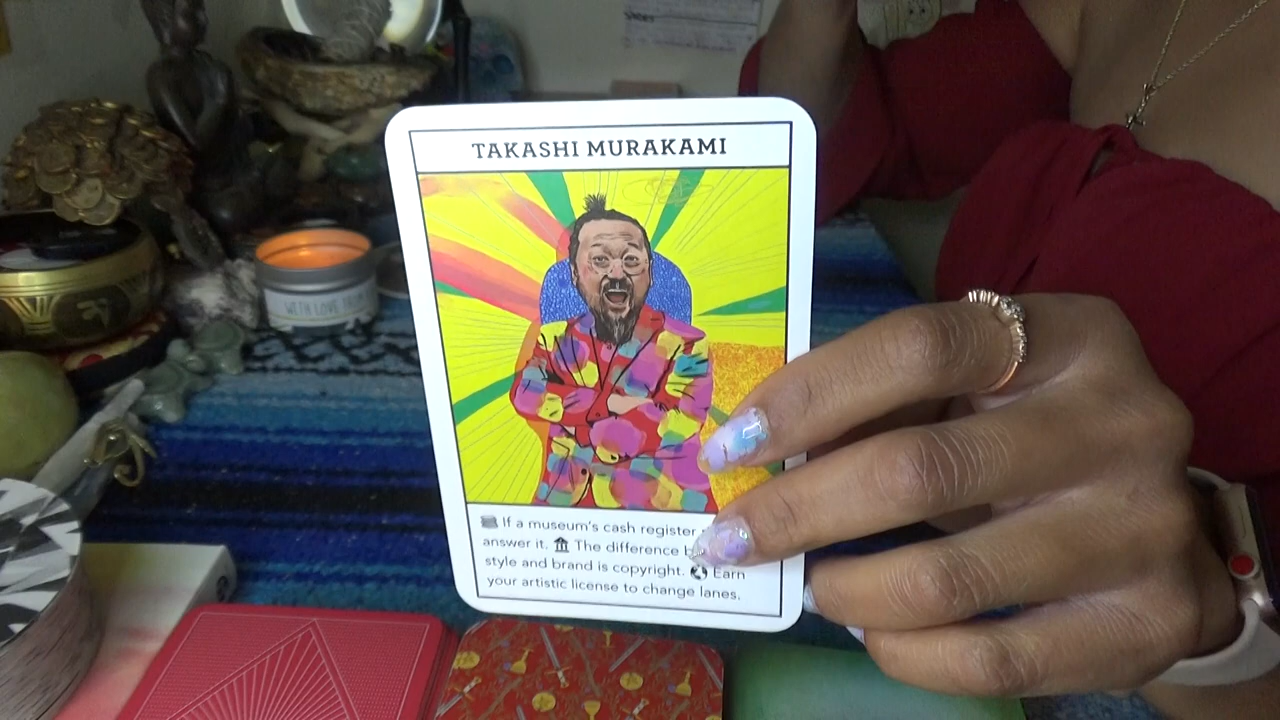 TAKASHI MURAKAMI
If a museum's cash register
answer it. The difference
style and brand is copyright. Earn
your artistic license to change lanes.
WITH LOVE